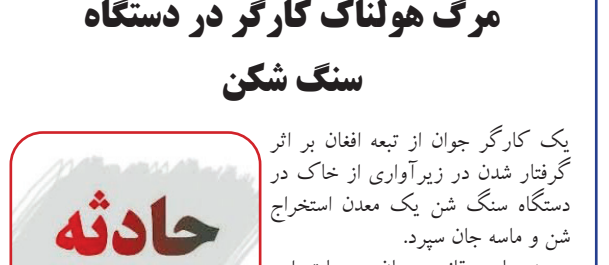 مرگ هولناک کارگر در دستگاه
سنگ شکن
یک کارگر جوان از تبعه افغان بر اثر
گرفتار شدن در زیرآواری از خاک در
دستگاه سنگ شن یک معدن استخراج
شن و ماسه جان سپرد.
حادثه